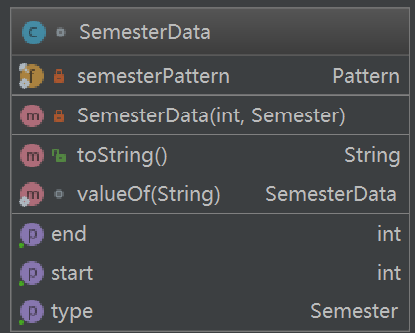 SemesterData
semesterPattern Pattern
SemesterData(int, Semester)
toString() String
valueOf(String) SemesterData
end int
start int
type Semester